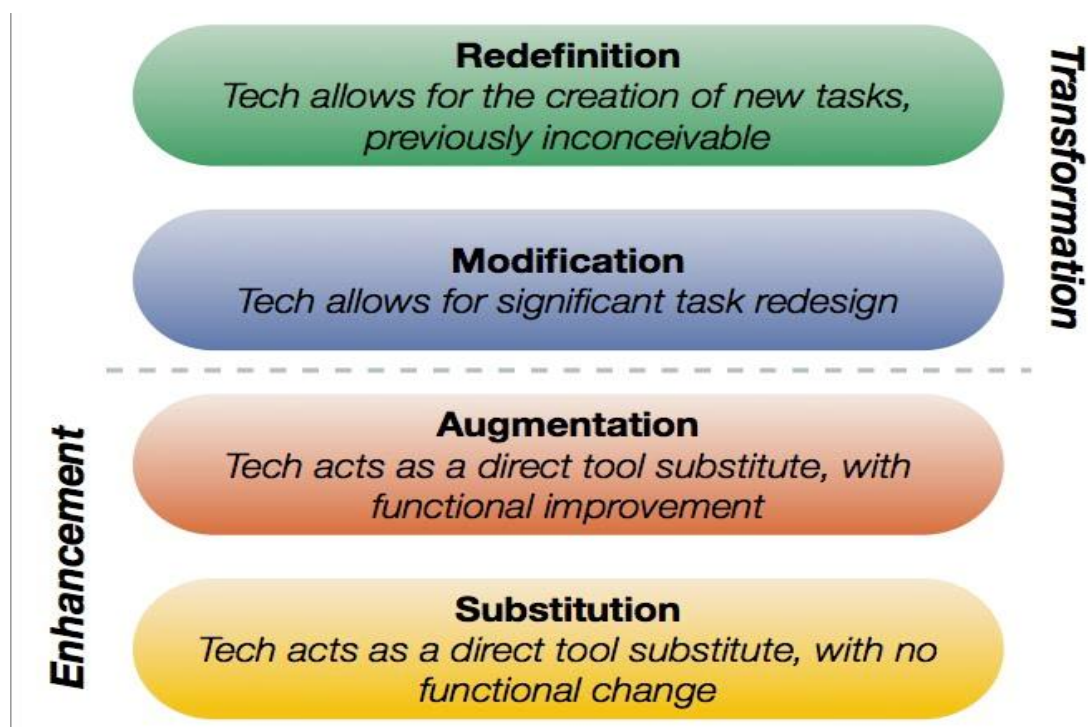 Redefinition
Tech allows for the creation of new tasks,
previously inconceivable
Transformation
Modification
Tech allows for significant task redesign
Augmentation
Tech acts as a direct tool substitute, with
functional improvement
Enhancement
Substitution
Tech acts as a direct tool substitute, with no
functional change